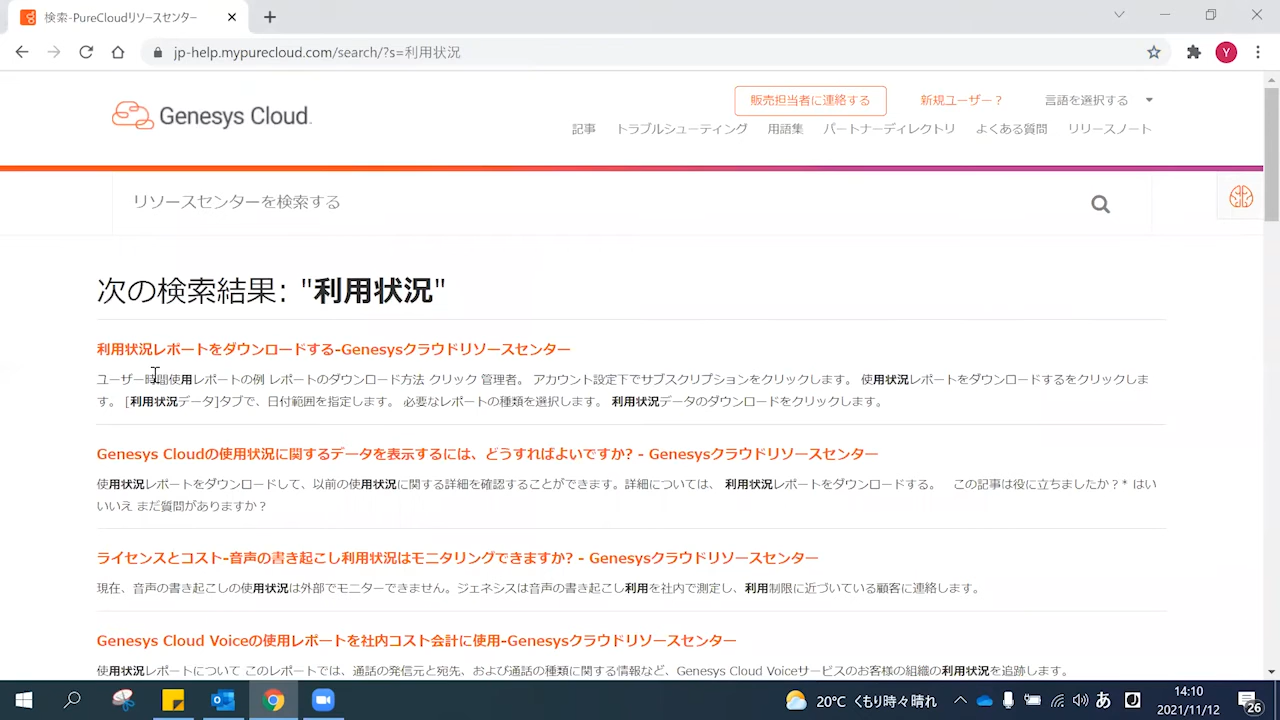 検索-PureCloudリソースセンター
jp-help.mypurecloud.com/search/?s=利用状況
Y
Genesys Cloud.
販売担当者に連絡する
新規ユーザー？
言語を選択する
記事
トラブルシューティング
用語集
パートナーディレクトリ
よくある質問
リリースノート
リソースセンターを検索する
次の検索結果: "利用状況"
利用状況レポートをダウンロードする-Genesysクラウドリソースセンター
ユーザー時間使用レポートの例 レポートのダウンロード方法 クリック 管理者。 アカウント設定下でサブスクリプションをクリックします。 使用状況レポートをダウンロードするをクリックしま
す。 [利用状況データ]タブで、日付範囲を指定します。 必要なレポートの種類を選択します。 利用状況データのダウンロードをクリックします。
Genesys Cloudの使用状況に関するデータを表示するには、どうすればよいですか? - Genesysクラウドリソースセンター
使用状況レポートをダウンロードして、以前の使用状況に関する詳細を確認することができます。詳細については、 利用状況レポートをダウンロードする。 この記事は役に立ちましたか？* はい
いいえ まだ質問がありますか？
ライセンスとコスト-音声の書き起こし利用状況はモニタリングできますか? - Genesysクラウドリソースセンター
現在、音声の書き起こしの使用状況は外部でモニターできません。ジェネシスは音声の書き起こし利用を社内で測定し、利用制限に近づいている顧客に連絡します。
Genesys Cloud Voiceの使用レポートを社内コスト会計に使用-Genesysクラウドリソースセンター
使用状況レポートについて このレポートでは、通話の発信元と宛先、および通話の種類に関する情報など、Genesys Cloud Voiceサービスのお客様の組織の利用状況を追跡します。
20°C くもり時々晴れ
あ
14:10
2021/11/12
26